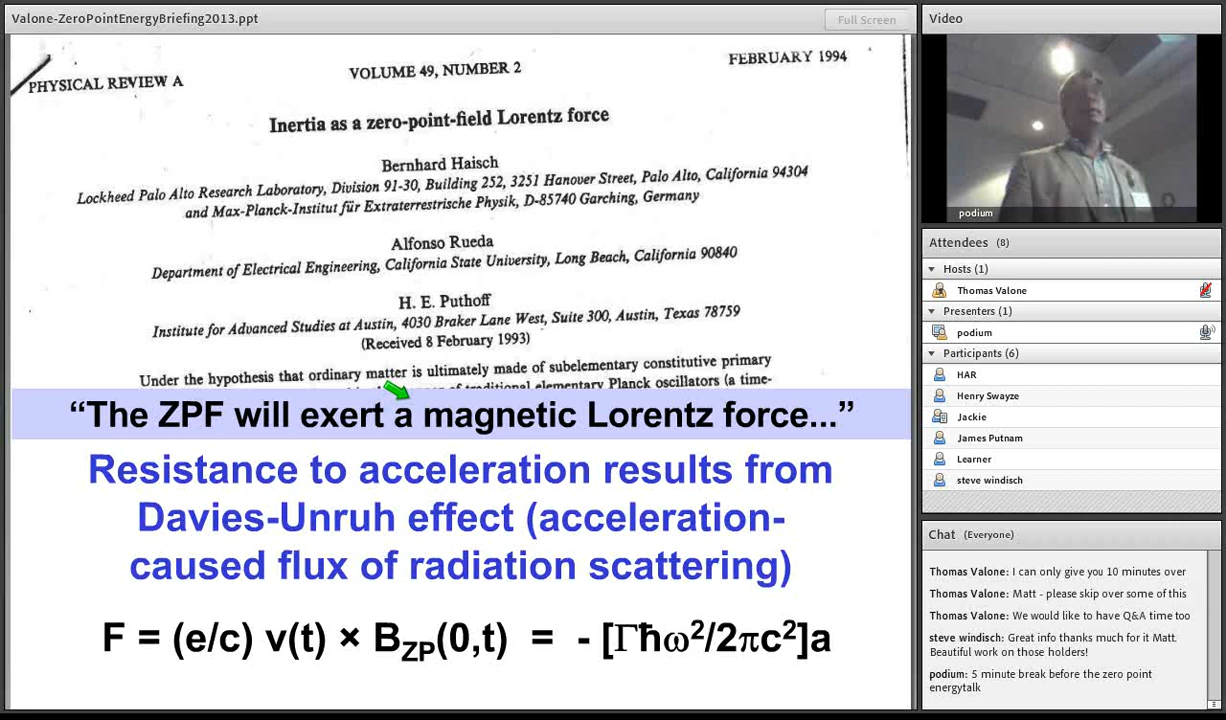 Valone-ZeroPointEnergyBriefing2013.ppt
Full Screen
PHYSICAL REVIEW A
VOLUME 49, NUMBER 2
FEBRUARY 1994
Inertia as a zero-point-field Lorentz force
Bernhard Haisch
Lockheed Palo Alto Research Laboratory, Division 91-30, Building 252, 3251 Hanover Street, Palo Alto, California 94304
and Max-Planck-Institut für Extraterrestrische Physik, D-85740 Garching, Germany
Alfonso Rueda
Department of Electrical Engineering, California State University, Long Beach, California 90840
H. E. Puthoff
Institute for Advanced Studies at Austin, 4030 Braker Lane West, Suite 300, Austin, Texas 78759
(Received 8 February 1993)
Under the hypothesis that ordinary matter is ultimately made of subelementary constitutive primary
of traditional elementary Planck oscillators (a time-
“The ZPF will exert a magnetic Lorentz force...”
Resistance to acceleration results from
Davies-Unruh effect (acceleration-
caused flux of radiation scattering)
F = (e/c) v(t) × B_ZP(0,t) = - [Γħω²/2πc²]a
Video
podium
Attendees (8)
Hosts (1)
Thomas Valone
Presenters (1)
podium
Participants (6)
HAR
Henry Swayze
Jackie
James Putnam
Learner
steve windisch
Chat (Everyone)
Thomas Valone: I can only give you 10 minutes over
Thomas Valone: Matt - please skip over some of this
Thomas Valone: We would like to have Q&A time too
steve windisch: Great info thanks much for it Matt.
Beautiful work on those holders!
podium: 5 minute break before the zero point
energytalk